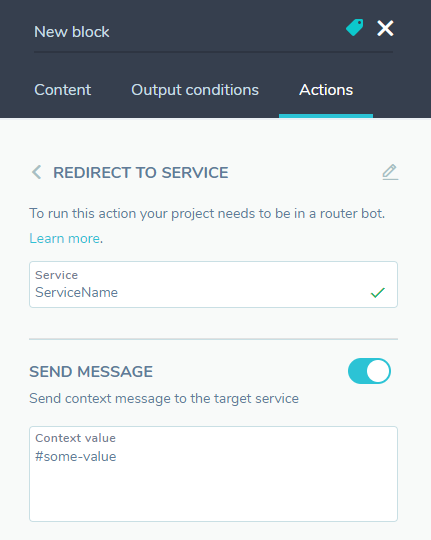 New block
Content Output conditions Actions
REDIRECT TO SERVICE
To run this action your project needs to be in a router bot.
Learn more.
Service
ServiceName
SEND MESSAGE
Send context message to the target service
Context value
#some-value